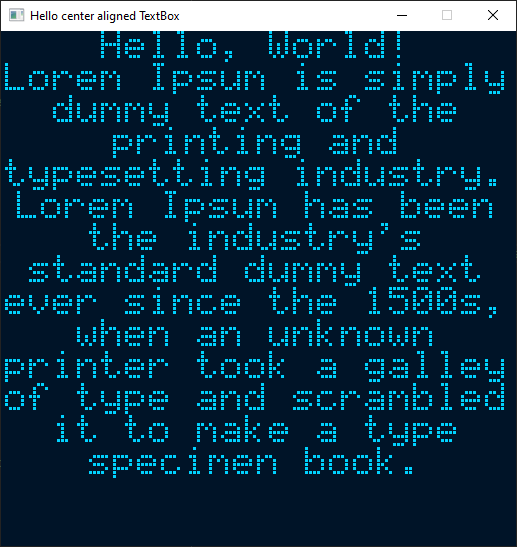 Hello center aligned TextBox
Hello, World!
Lorem Ipsum is simply
dummy text of the
printing and
typesetting industry.
Lorem Ipsum has been
the industry's
standard dummy text
ever since the 1500s,
when an unknown
printer took a galley
of type and scrambled
it to make a type
specimen book.